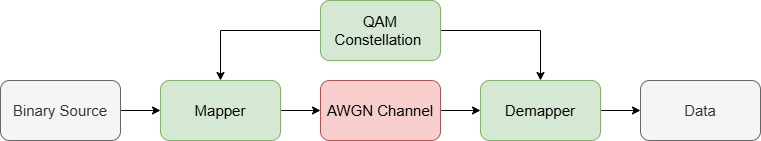 QAM
Constellation
Binary Source
Mapper
AWGN Channel
Demapper
Data